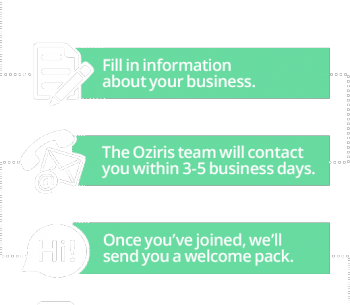 Fill in information
about your business.
The Oziris team will contact
you within 3-5 business days.
Hi!
Once you've joined, we'll
send you a welcome pack.